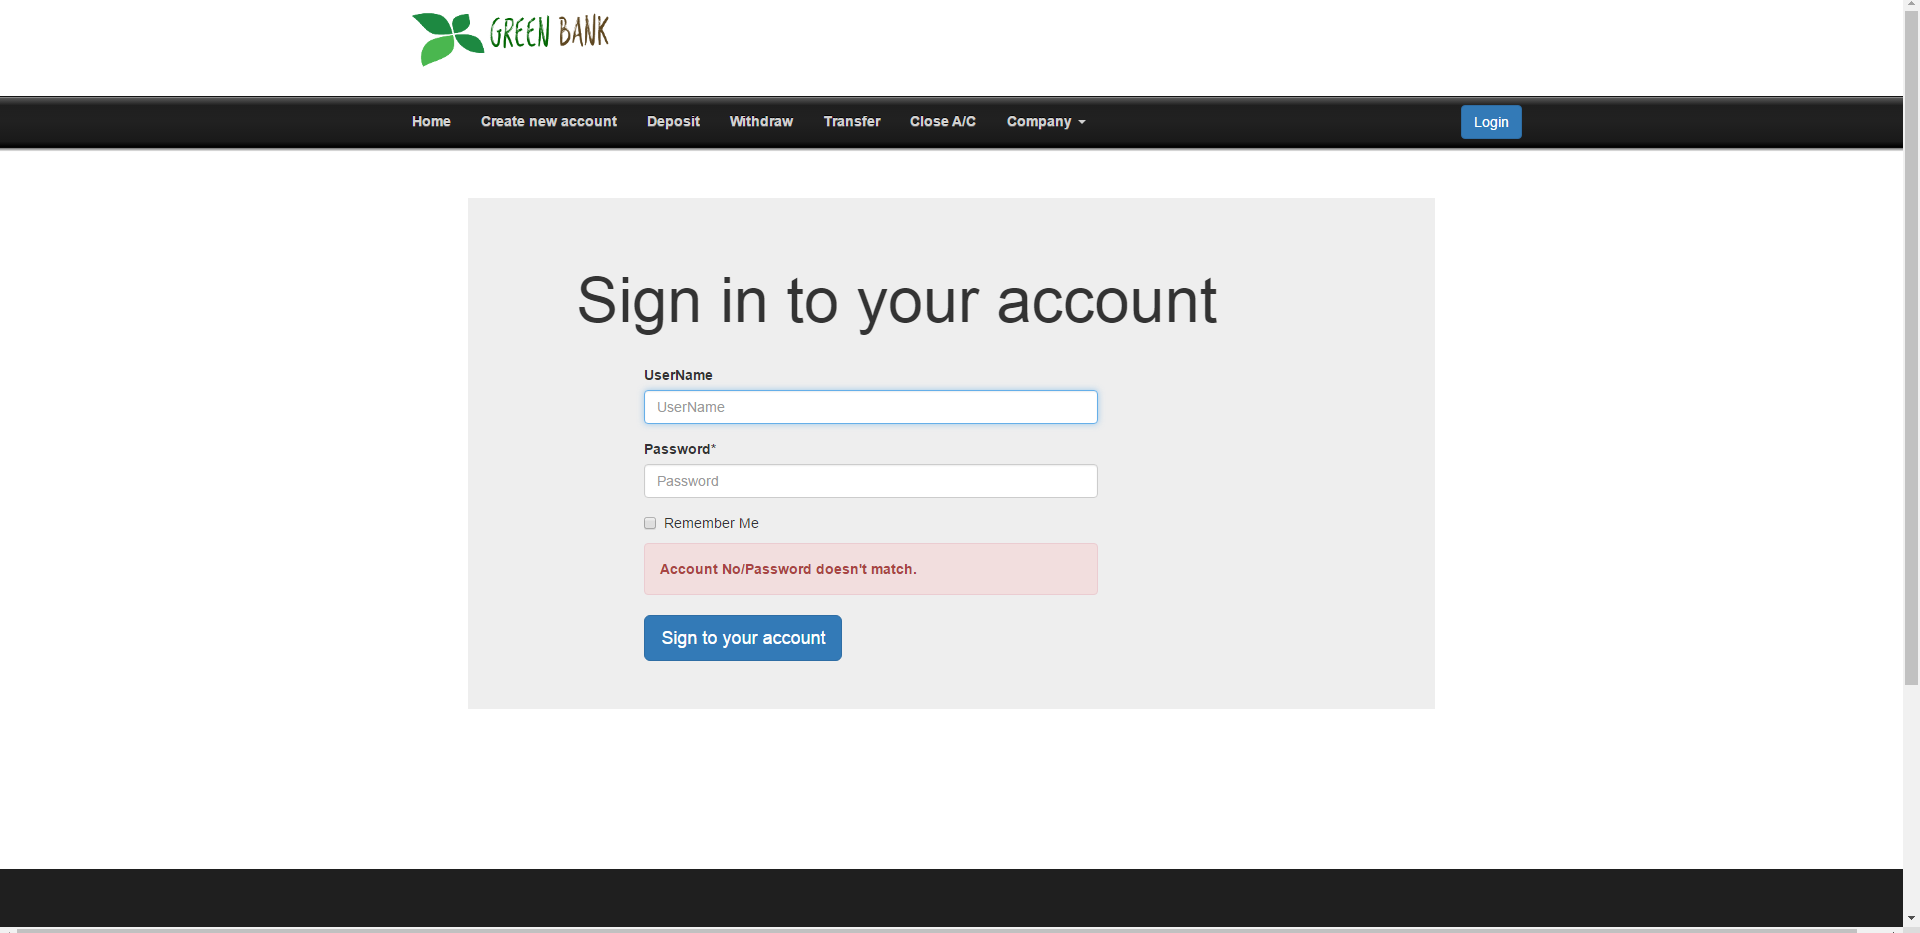 GREEN BANK
Home Create new account Deposit Withdraw Transfer Close A/C Company Login
Sign in to your account
UserName
UserName
Password*
Password
Remember Me
Account No/Password doesn't match.
Sign to your account